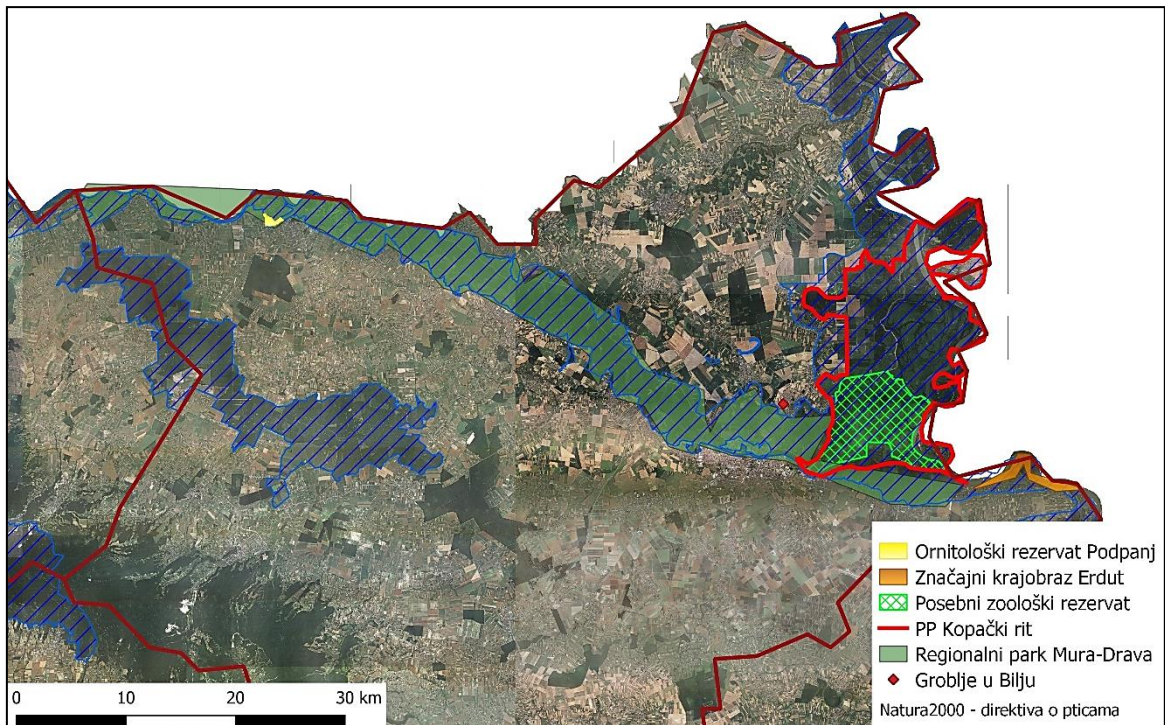 Ornitološki rezervat Podpanj
Značajni krajobraz Erdut
Posebni zoološki rezervat
PP Kopački rit
Regionalni park Mura-Drava
Groblje u Bilju
Natura2000 - direktiva o pticama
0 10 20 30 km